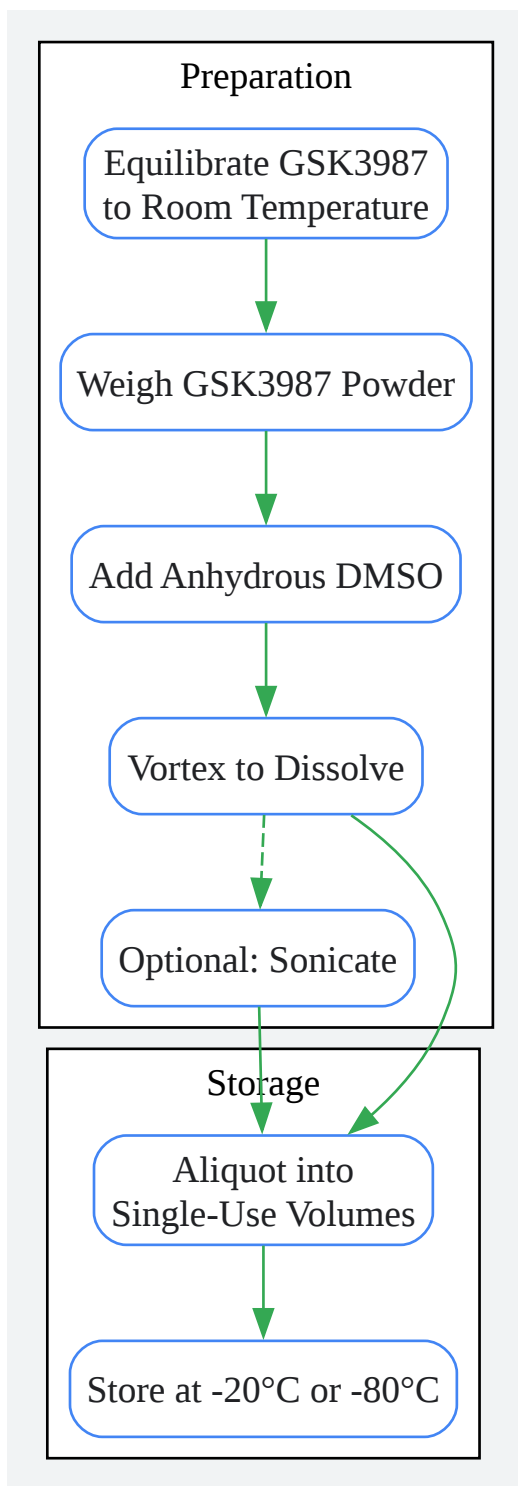 Preparation
Equilibrate GSK3987
to Room Temperature
Weigh GSK3987 Powder
Add Anhydrous DMSO
Vortex to Dissolve
Optional: Sonicate
Storage
Aliquot into
Single-Use Volumes
Store at -20°C or -80°C